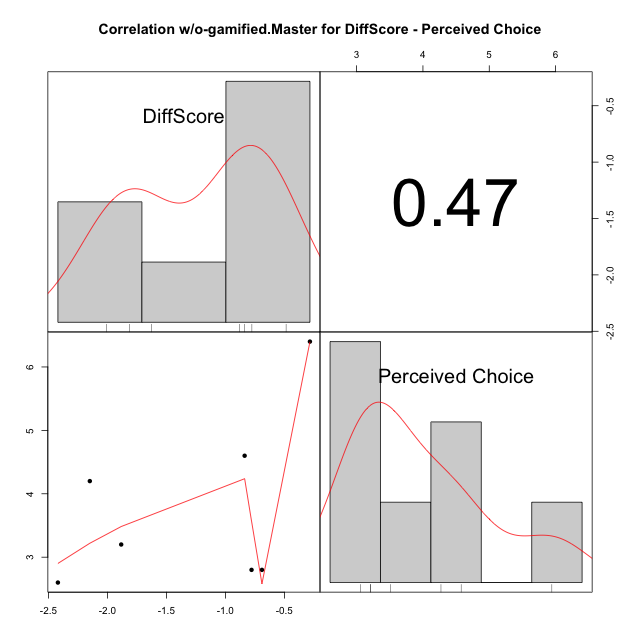 Correlation w/o-gamified.Master for DiffScore - Perceived Choice
3 4 5 6
DiffScore
0.47
-0.5
-1.0
-1.5
-2.0
-2.5
Perceived Choice
6
5
4
3
-2.5 -2.0 -1.5 -1.0 -0.5